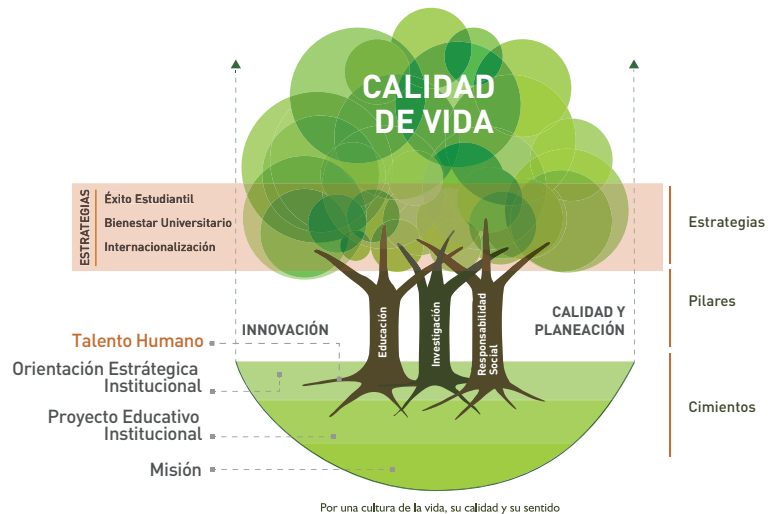 CALIDAD
DE VIDA
ESTRATEGIAS
Éxito Estudiantil
Bienestar Universitario
Internacionalización
Estrategias
Pilares
Cimientos
INNOVACIÓN
CALIDAD Y
PLANEACIÓN
Educación
Investigación
Responsabilidad
Social
Talento Humano
Orientación Estrátegica
Institucional
Proyecto Educativo
Institucional
Misión
Por una cultura de la vida, su calidad y su sentido